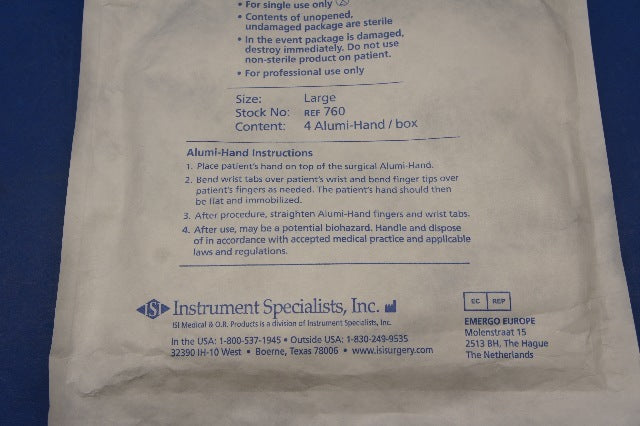 • For single use only
• Contents of unopened,
undamaged package are sterile
• In the event package is damaged,
destroy immediately. Do not use
non-sterile product on patient.
• For professional use only
Size: Large
Stock No: REF 760
Content: 4 Alumi-Hand / box
Alumi-Hand Instructions
1. Place patient's hand on top of the surgical Alumi-Hand.
2. Bend wrist tabs over patient's wrist and bend finger tips over
patient's fingers as needed. The patient's hand should then
be flat and immobilized.
3. After procedure, straighten Alumi-Hand fingers and wrist tabs.
4. After use, may be a potential biohazard. Handle and dispose
of in accordance with accepted medical practice and applicable
laws and regulations.
ISI Instrument Specialists, Inc.
ISI Medical & O.R. Products is a division of Instrument Specialists, Inc.
In the USA: 1-800-537-1945 • Outside USA: 1-830-249-9535
32390 IH-10 West • Boerne, Texas 78006 • www.isisurgery.com
EC REP
EMERGO EUROPE
Molenstraat 15
2513 BH, The Hague
The Netherlands